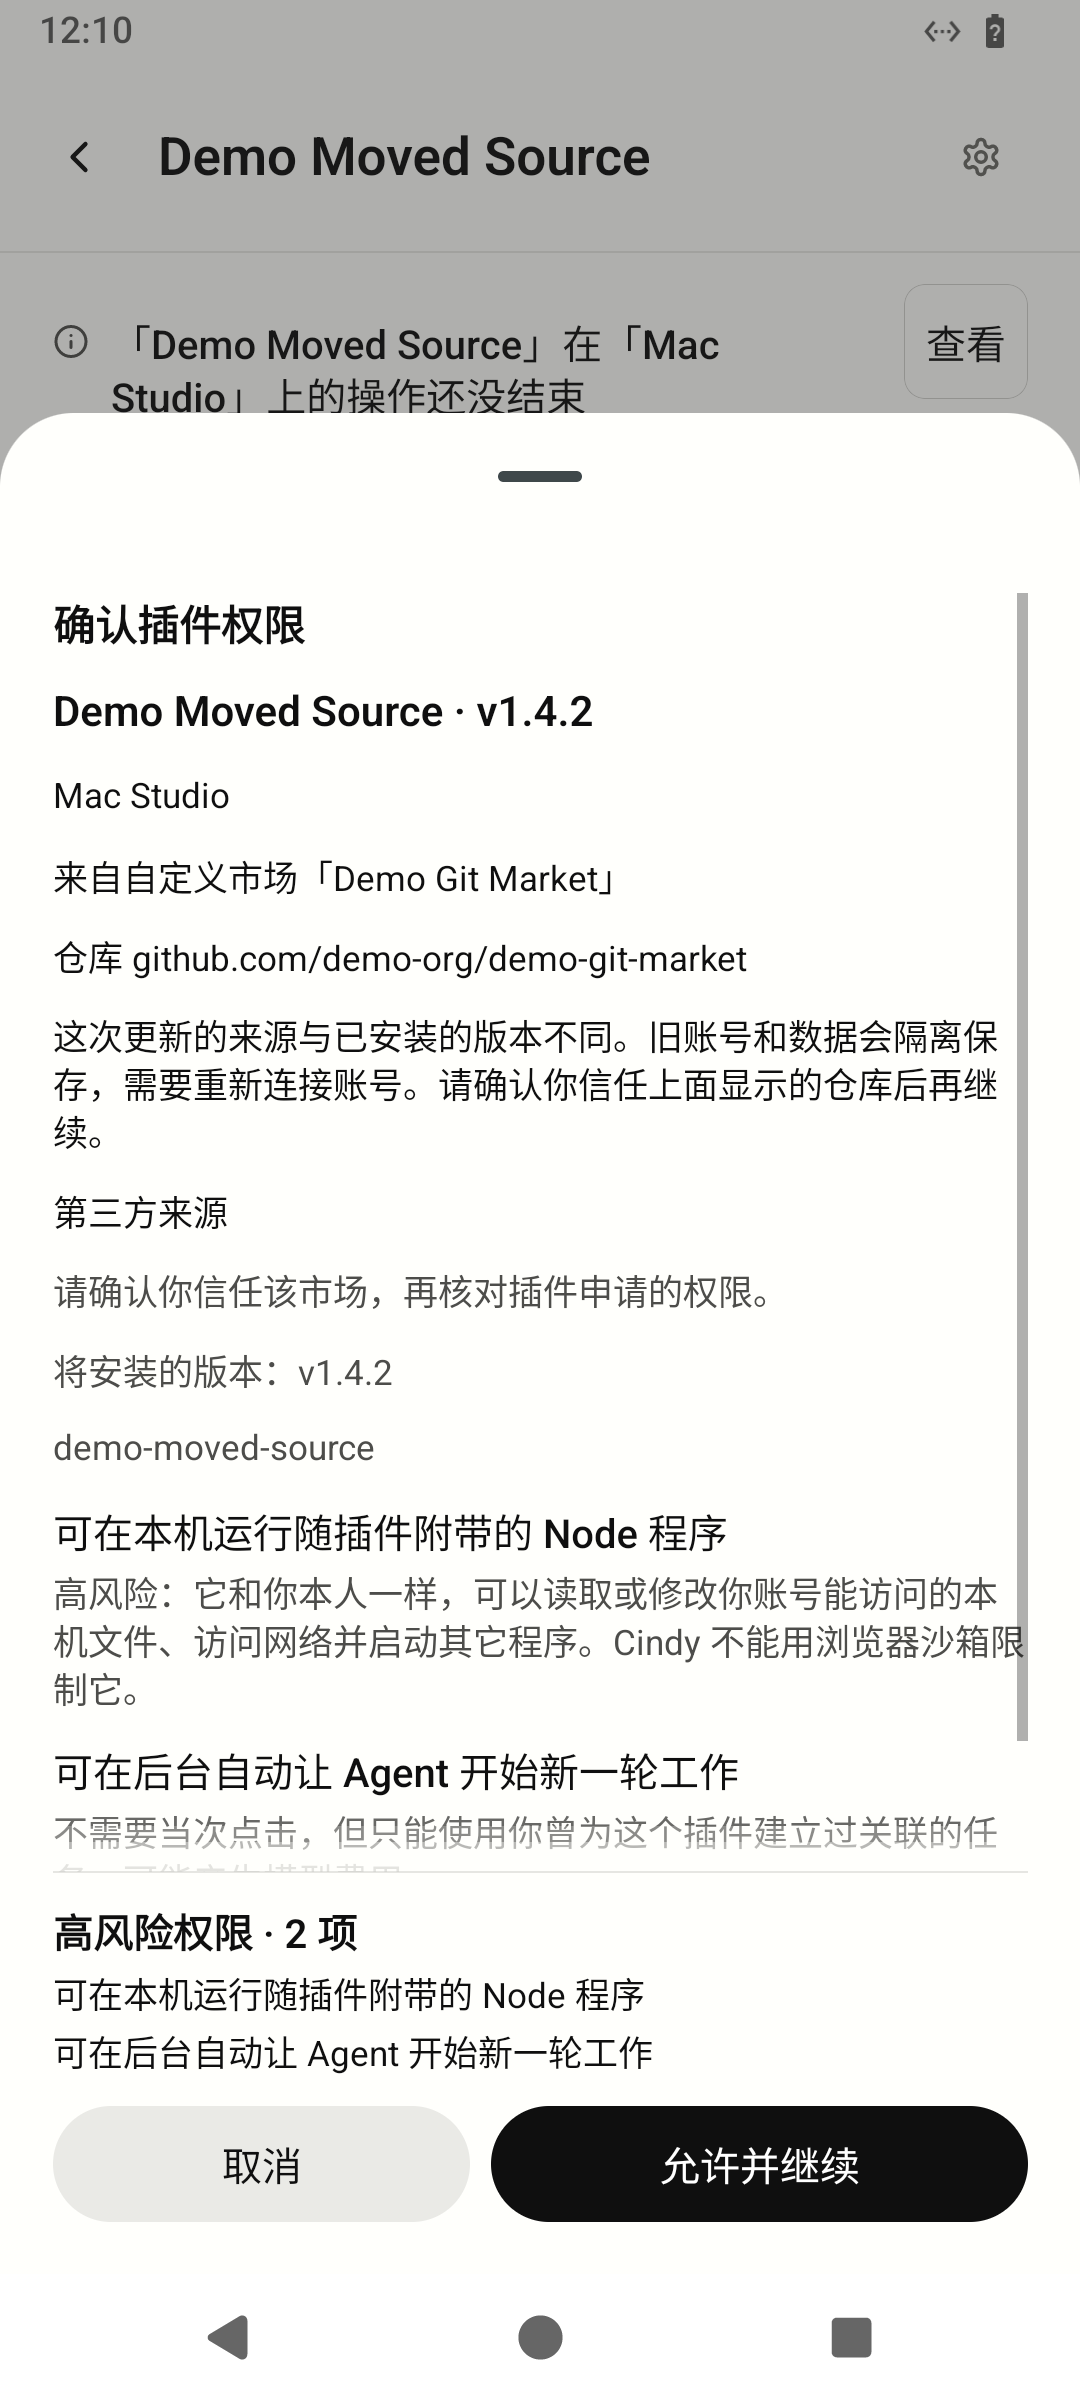 12:10
Demo Moved Source
「Demo Moved Source」在「Mac
Studio」上的操作还没结束
查看
确认插件权限
Demo Moved Source · v1.4.2
Mac Studio
来自自定义市场「Demo Git Market」
仓库 github.com/demo-org/demo-git-market
这次更新的来源与已安装的版本不同。旧账号和数据会隔离保
存，需要重新连接账号。请确认你信任上面显示的仓库后再继
续。
第三方来源
请确认你信任该市场，再核对插件申请的权限。
将安装的版本：v1.4.2
demo-moved-source
可在本机运行随插件附带的 Node 程序
高风险：它和你本人一样，可以读取或修改你账号能访问的本
机文件、访问网络并启动其它程序。Cindy 不能用浏览器沙箱限
制它。
可在后台自动让 Agent 开始新一轮工作
不需要当次点击，但只能使用你曾为这个插件建立过关联的任
高风险权限 · 2 项
可在本机运行随插件附带的 Node 程序
可在后台自动让 Agent 开始新一轮工作
取消
允许并继续